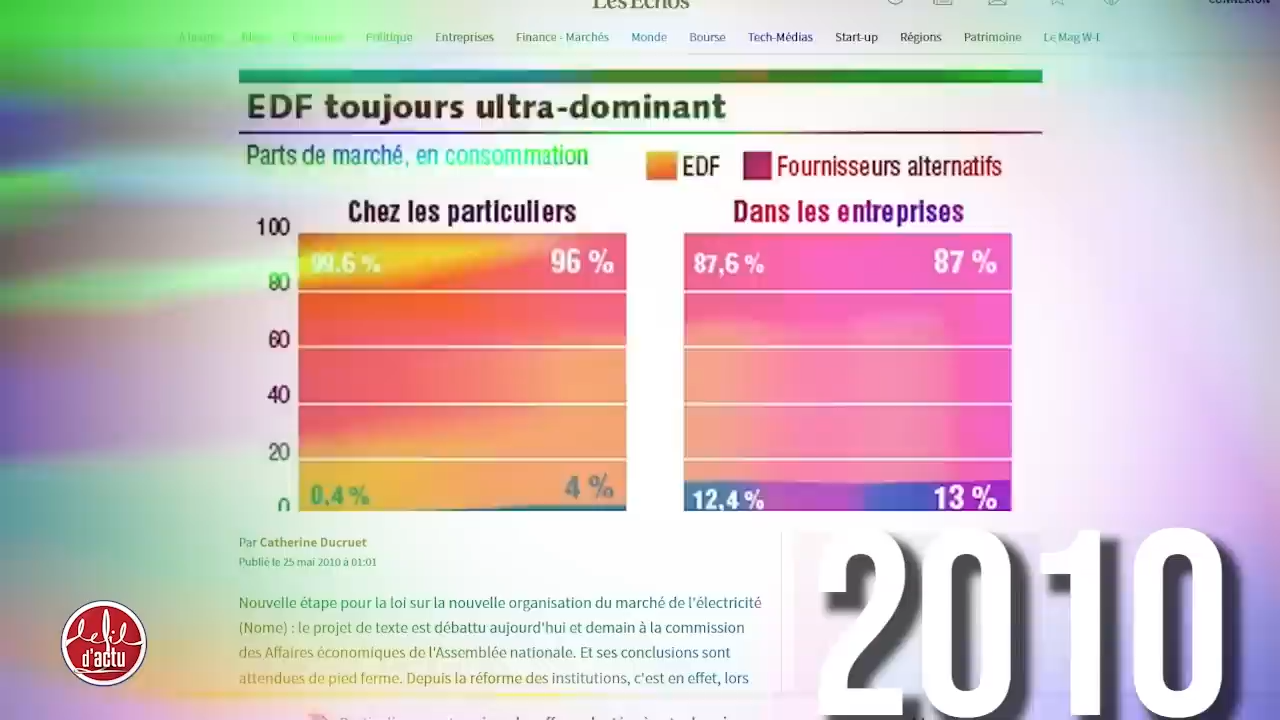 Les Echos
CONNEXION
Politique Entreprises Finance - Marchés Monde Bourse Tech-Médias Start-up Régions Patrimoine Le Mag W-E
EDF toujours ultra-dominant
Parts de marché, en consommation
EDF Fournisseurs alternatifs
Chez les particuliers Dans les entreprises
100
99.6 % 96 % 87,6 % 87 %
80
60
40
20
0,4 % 4 % 12,4 % 13 %
0
Par Catherine Ducruet
Publié le 25 mai 2010 à 01:01
2010
Nouvelle étape pour la loi sur la nouvelle organisation du marché de l'électricité
(Nome) : le projet de texte est débattu aujourd'hui et demain à la commission
des Affaires économiques de l'Assemblée nationale. Et ses conclusions sont
attendues de pied ferme. Depuis la réforme des institutions, c'est en effet, lors
le fil
d'actu